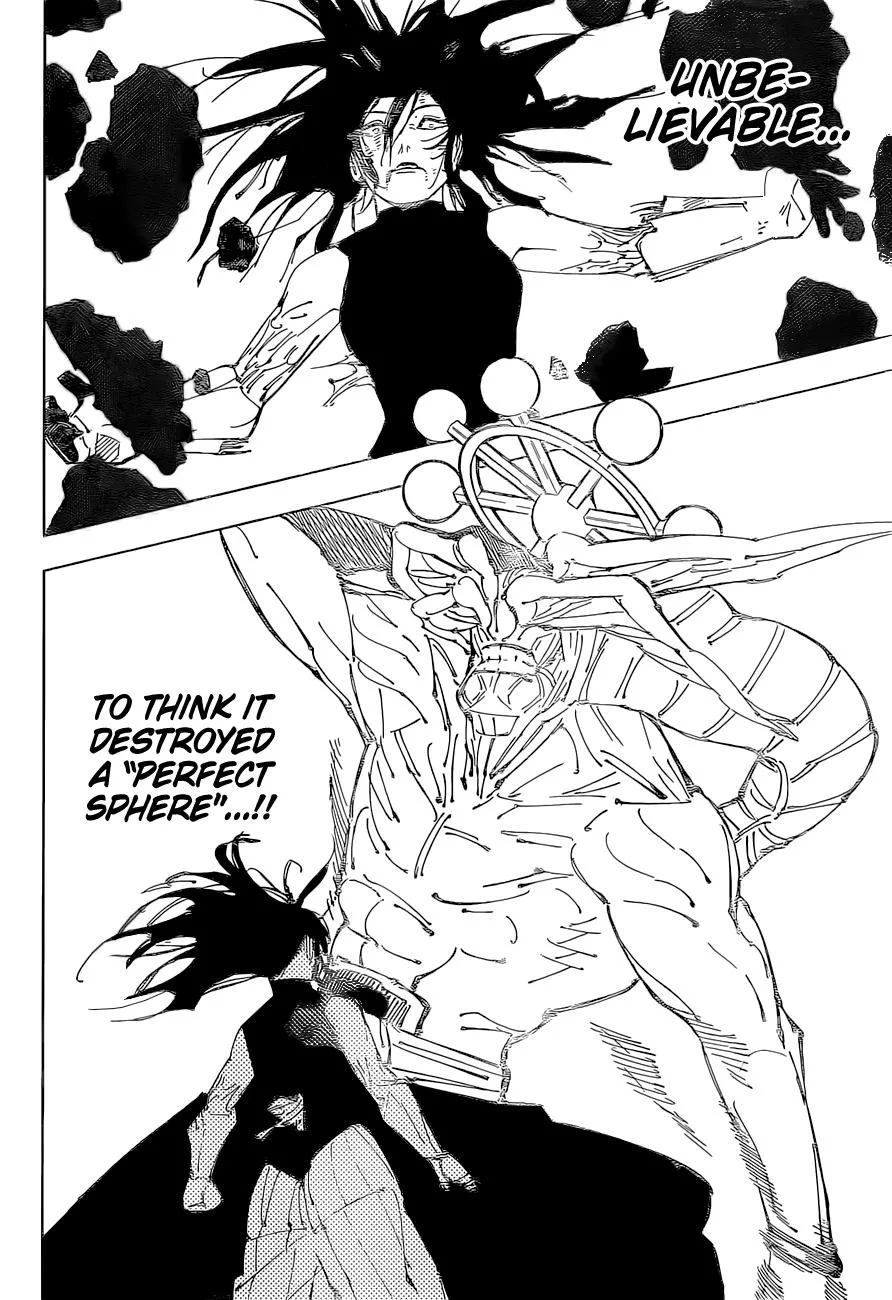 UNBE-
LIEVABLE...
TO THINK IT
DESTROYED
A "PERFECT
SPHERE"...!!